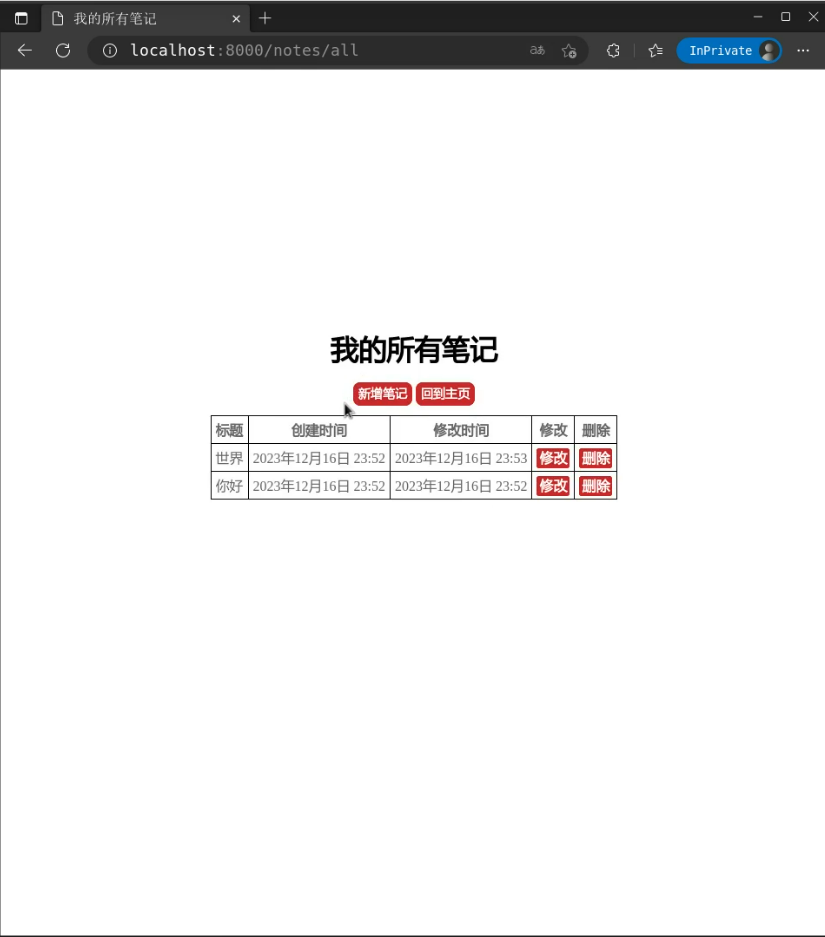 我的所有笔记
localhost:8000/notes/all
InPrivate
我的所有笔记
新增笔记 回到主页
标题 创建时间 修改时间 修改 删除
世界 2023年12月16日 23:52 2023年12月16日 23:53 修改 删除
你好 2023年12月16日 23:52 2023年12月16日 23:52 修改 删除